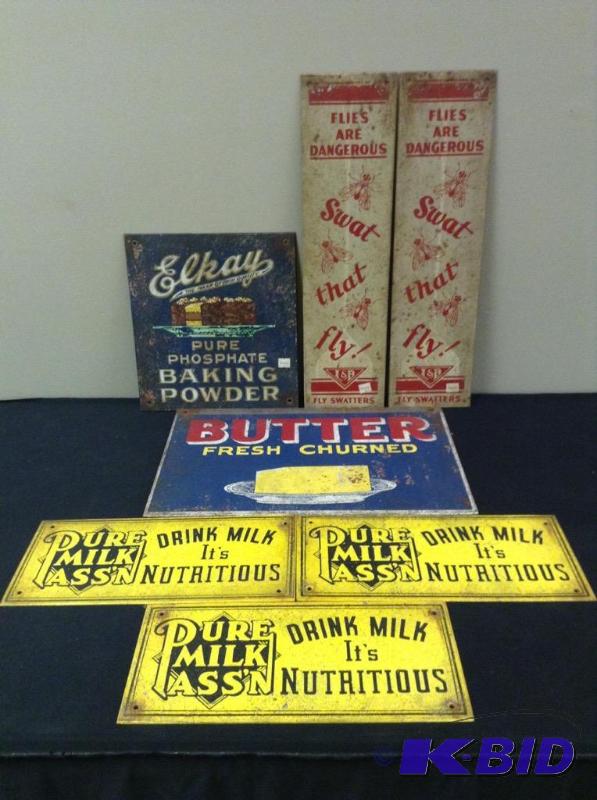 FLIES
ARE
DANGEROUS
Swat
that
fly!
FLY SWATTERS
FLIES
ARE
DANGEROUS
Swat
that
fly!
FLY SWATTERS
Elkay
PURE
PHOSPHATE
BAKING
POWDER
BUTTER
FRESH CHURNED
PURE
MILK
ASS'N
DRINK MILK
It's
NUTRITIOUS
PURE
MILK
ASS'N
DRINK MILK
It's
NUTRITIOUS
PURE
MILK
ASS'N
DRINK MILK
It's
NUTRITIOUS
K-BID